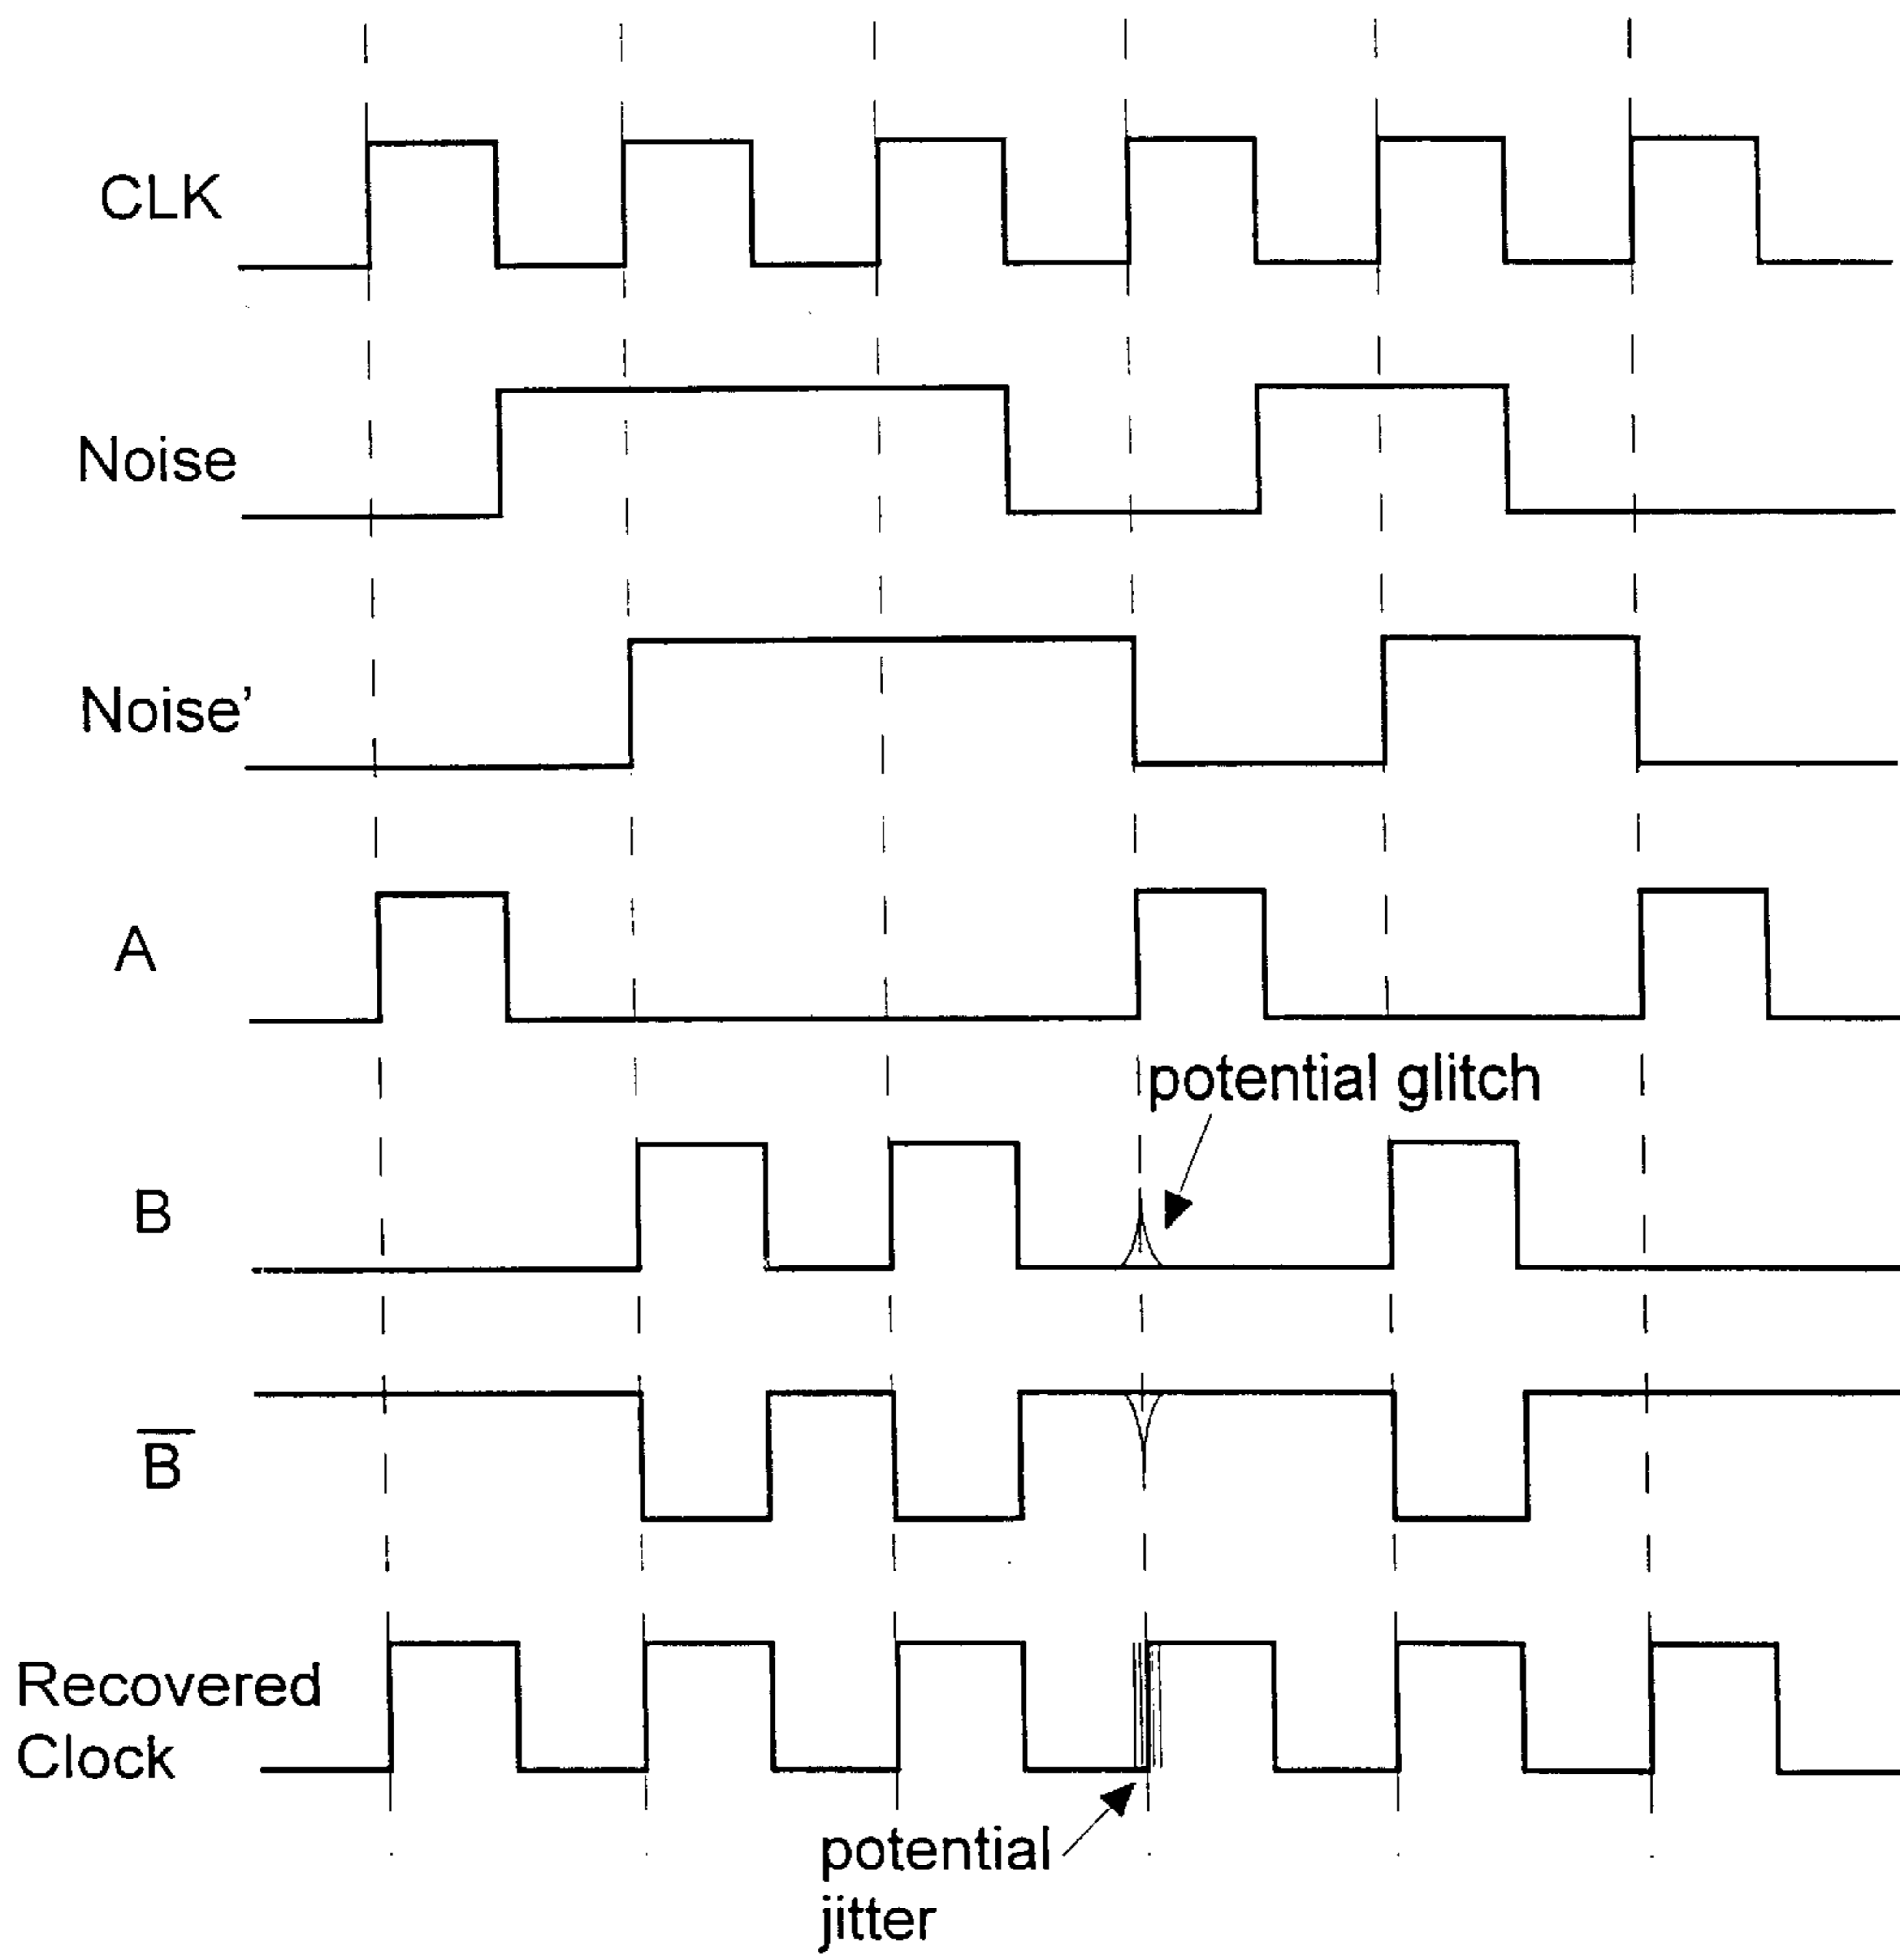 CLK
Noise
Noise’
A
potential glitch
B
B̅
Recovered
Clock
potential
jitter